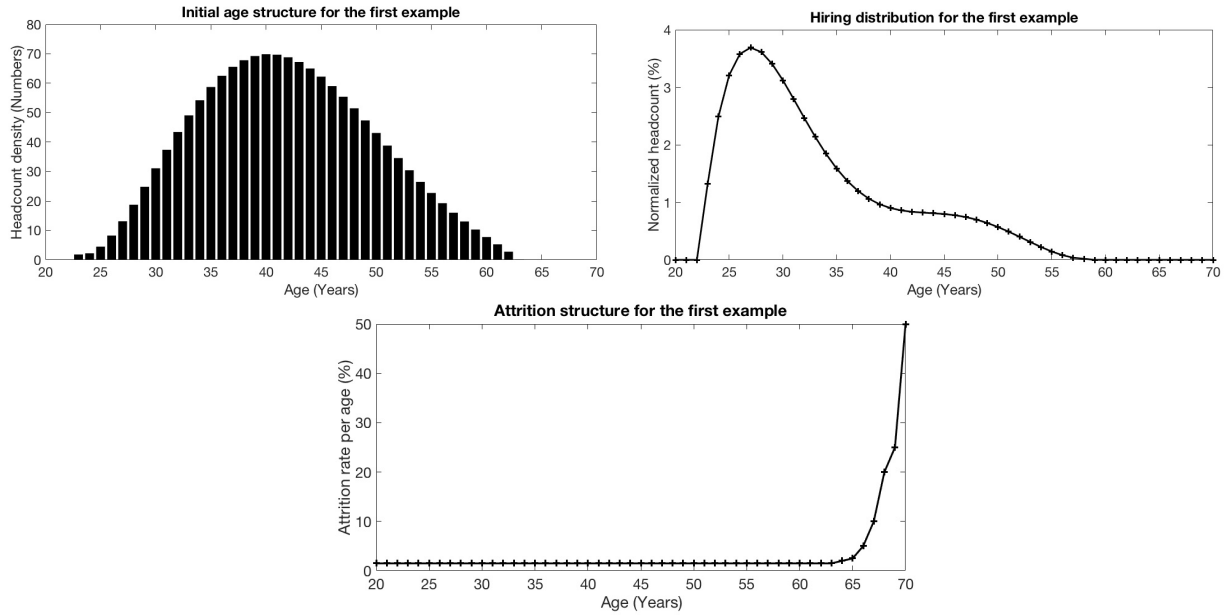 Initial age structure for the first example
Headcount density (Numbers)
80
70
60
50
40
30
20
10
0
20 25 30 35 40 45 50 55 60 65 70
Age (Years)
Hiring distribution for the first example
Normalized headcount (%)
4
3
2
1
0
20 25 30 35 40 45 50 55 60 65 70
Age (Years)
Attrition structure for the first example
Attrition rate per age (%)
50
40
30
20
10
0
20 25 30 35 40 45 50 55 60 65 70
Age (Years)